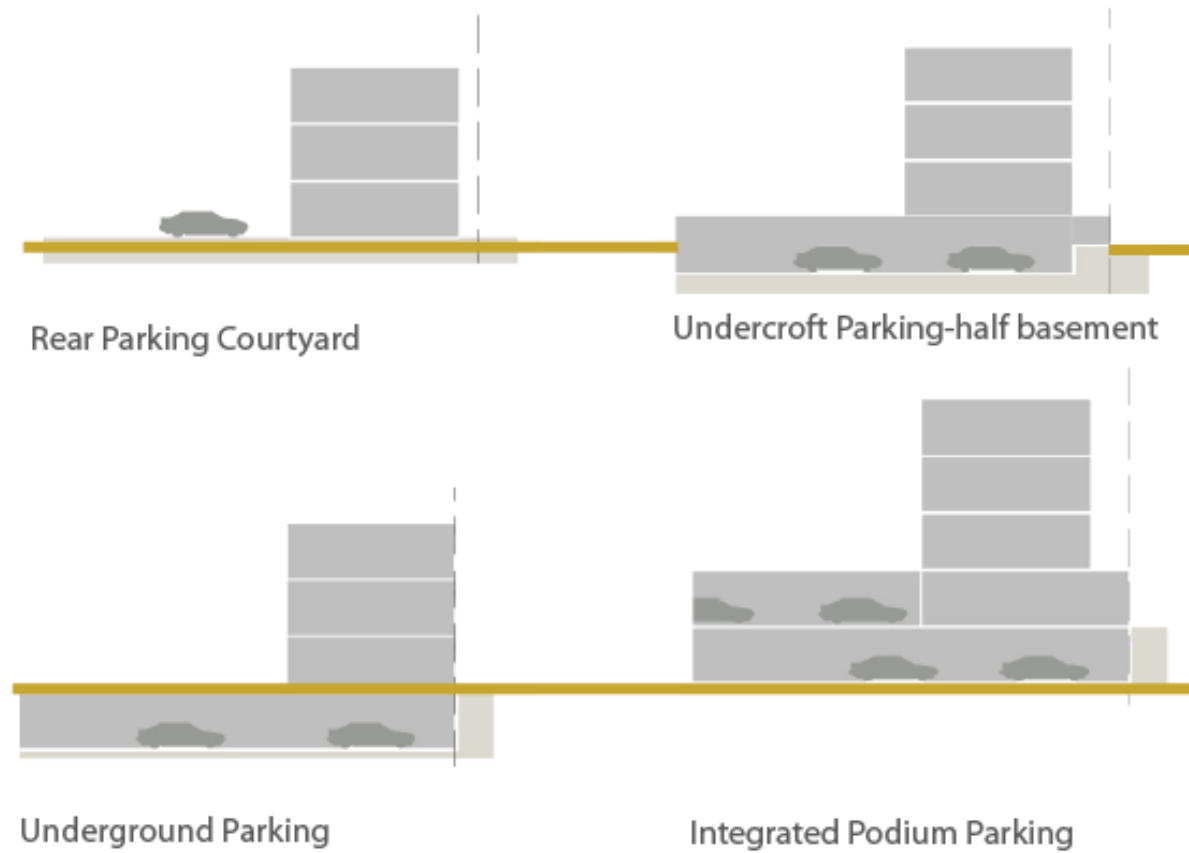 Rear Parking Courtyard
Undercroft Parking-half basement
Underground Parking
Integrated Podium Parking